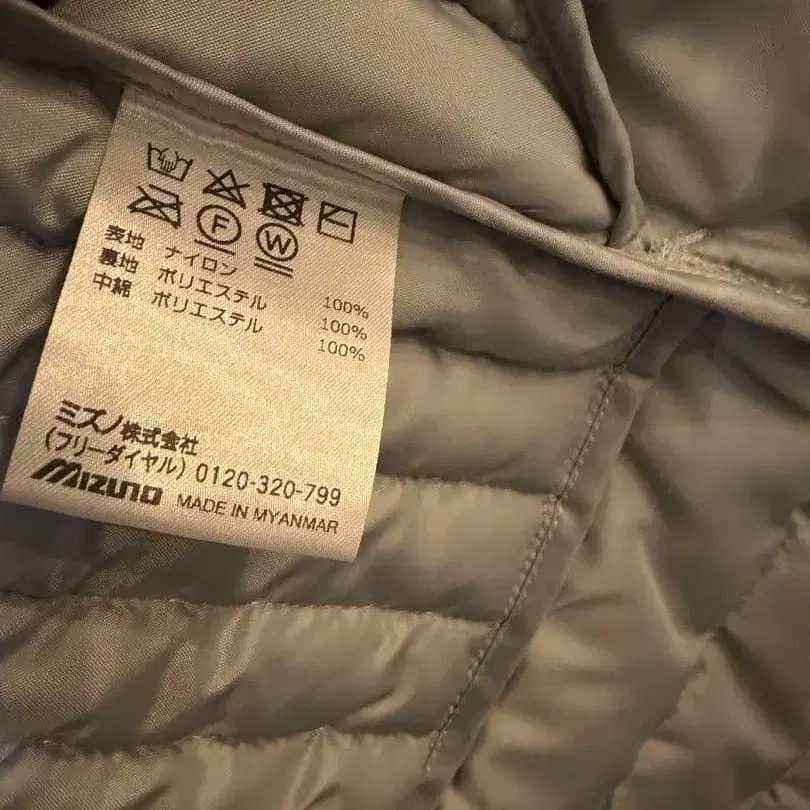 F W
表地 ナイロン 100%
裏地 ポリエステル 100%
中綿 ポリエステル 100%
ミズノ株式会社
(フリーダイヤル) 0120-320-799
MIZUNO MADE IN MYANMAR